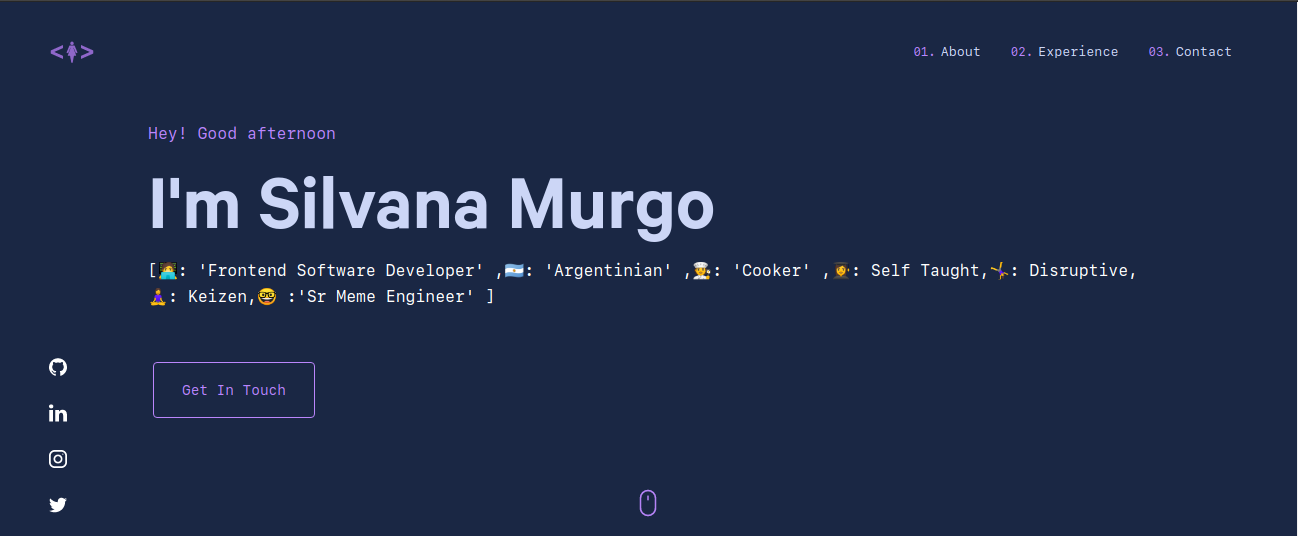 01. About 02. Experience 03. Contact
Hey! Good afternoon
I'm Silvana Murgo
[🧑‍💻: 'Frontend Software Developer' ,🇦🇷: 'Argentinian' ,👩‍🍳: 'Cooker' ,👩‍🎓: Self Taught,🤸‍♀️: Disruptive,
🧘‍♀️: Keizen,🤓 :'Sr Meme Engineer' ]
Get In Touch